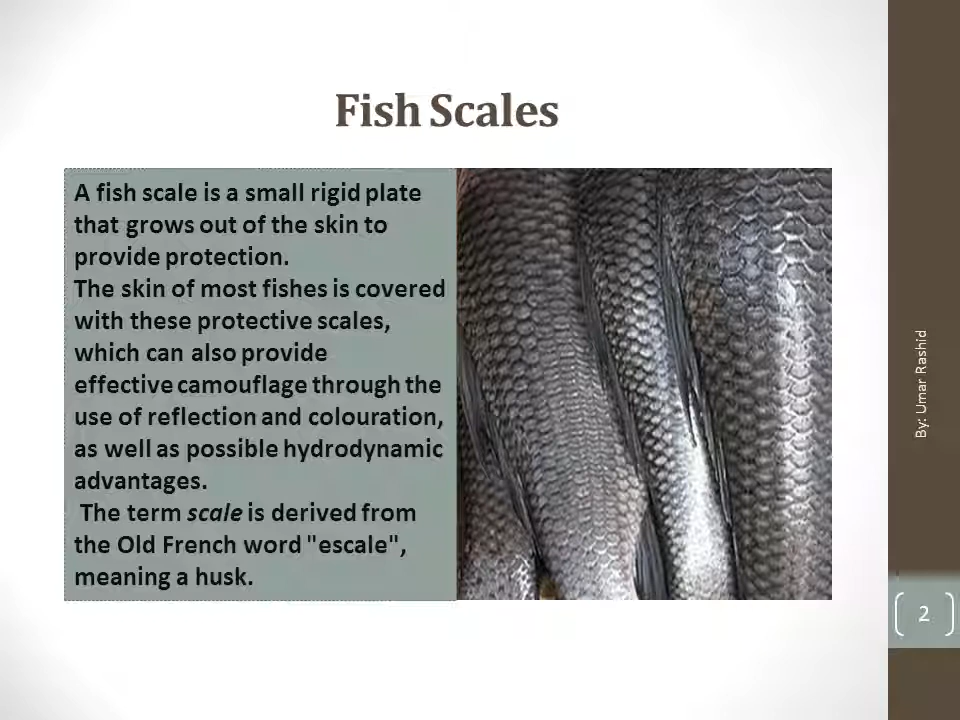 Fish Scales
A fish scale is a small rigid plate
that grows out of the skin to
provide protection.
The skin of most fishes is covered
with these protective scales,
which can also provide
effective camouflage through the
use of reflection and colouration,
as well as possible hydrodynamic
advantages.
The term scale is derived from
the Old French word "escale",
meaning a husk.
By: Umar Rashid
2